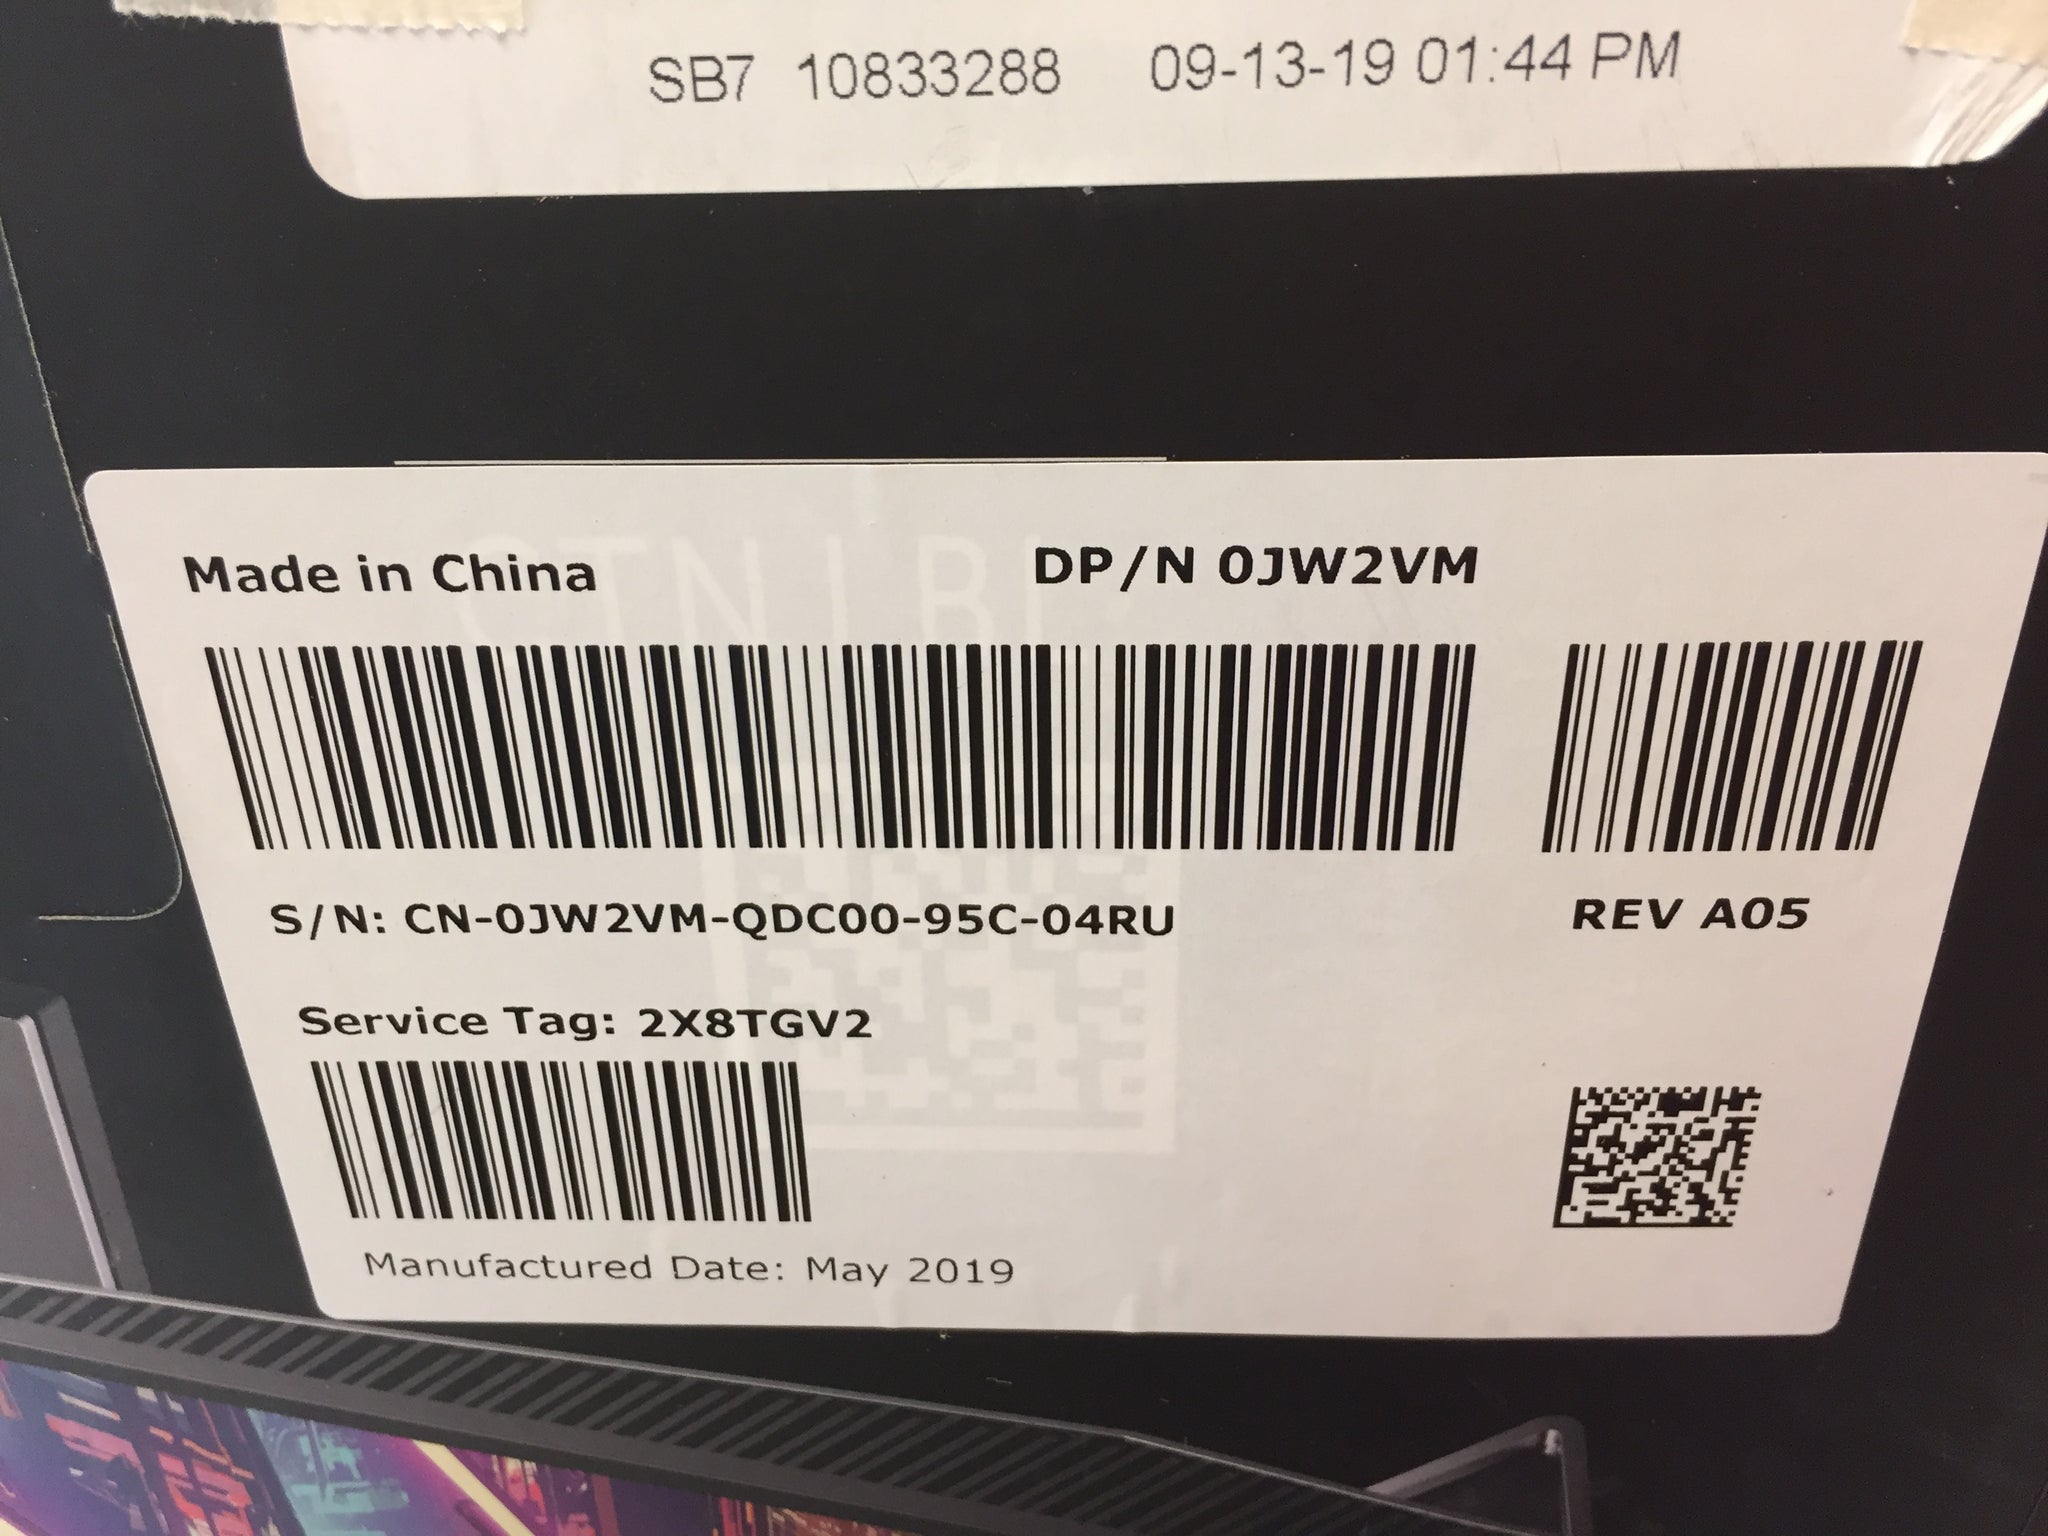 SB7 10833288 09-13-19 01:44 PM
Made in China DP/N 0JW2VM
S/N: CN-0JW2VM-QDC00-95C-04RU REV A05
Service Tag: 2X8TGV2
Manufactured Date: May 2019